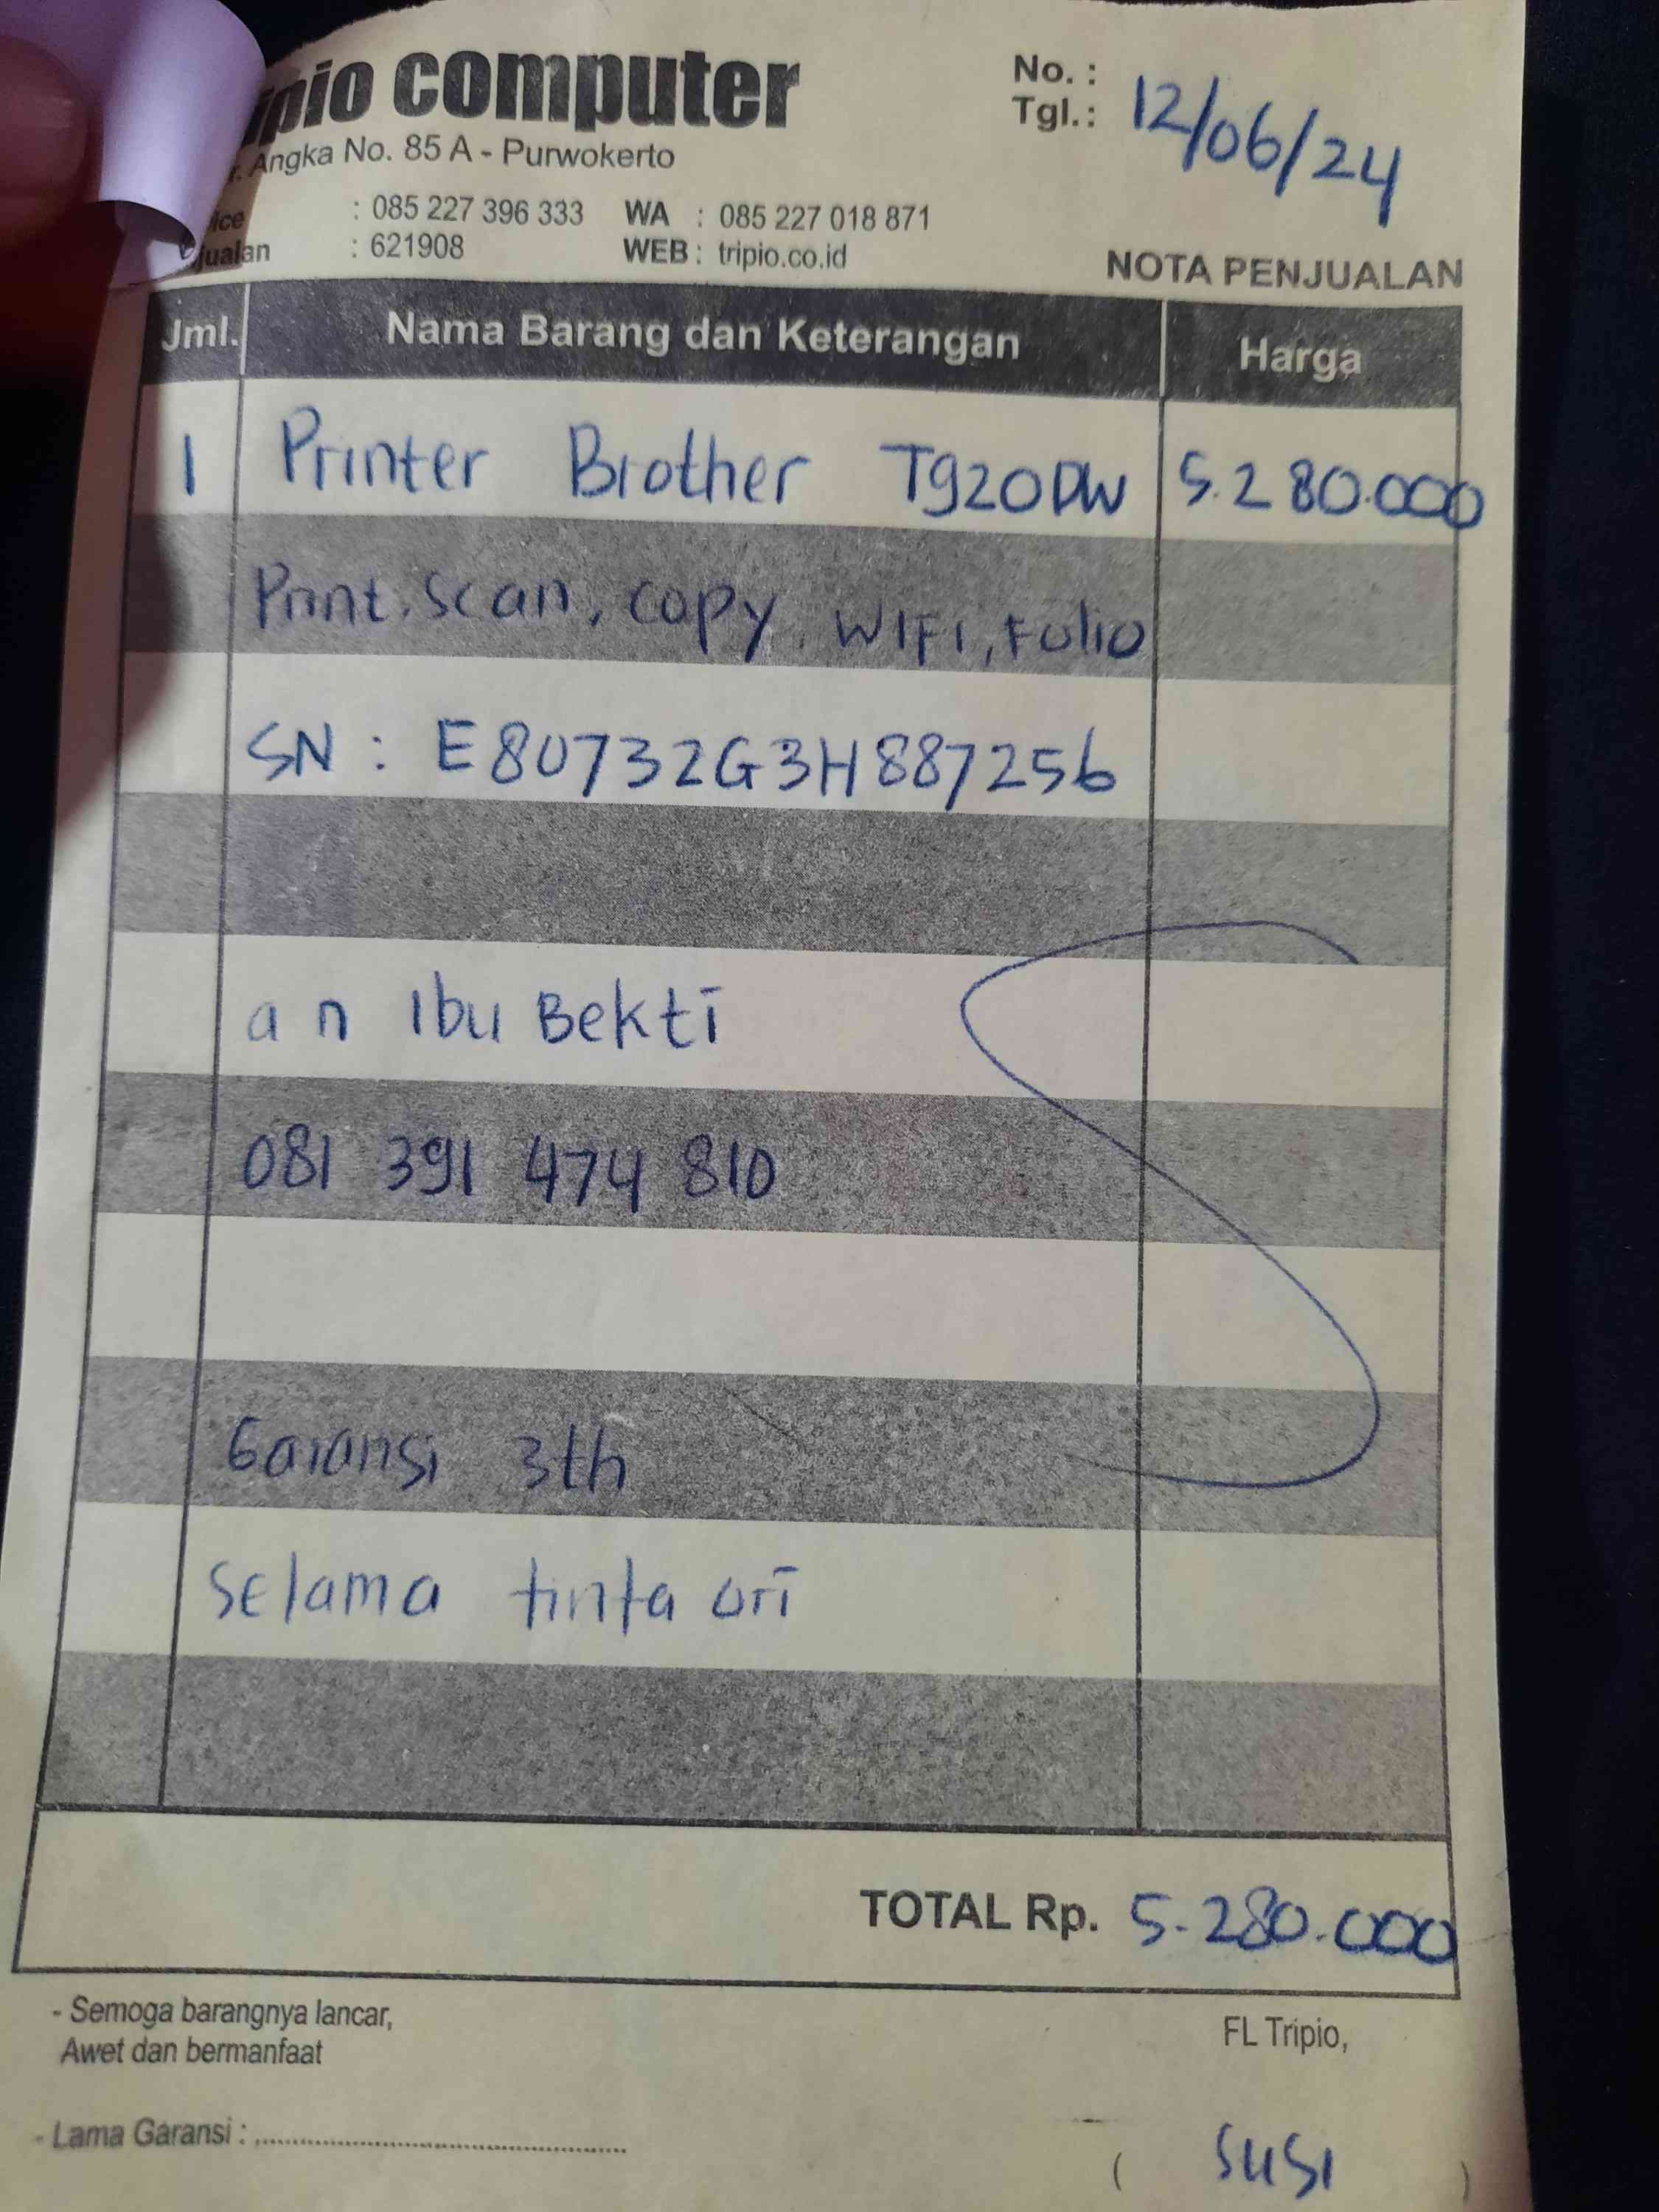 computer
No. :
Tgl.: 12/06/24
Angka No. 85 A - Purwokerto
: 085 227 396 333 WA : 085 227 018 871
: 621908 WEB : tripio.co.id
NOTA PENJUALAN
Jml. Nama Barang dan Keterangan Harga
1 Printer Brother T920DW 5.280.000
Print, Scan, copy, WIFI, Folio
SN : E80732G3H887256
an Ibu Bekti
081 391 474 810
Garansi 3th
Selama tinta ori
TOTAL Rp. 5.280.000
- Semoga barangnya lancar,
Awet dan bermanfaat
FL Tripio,
- Lama Garansi : ........................................
( SUSI )